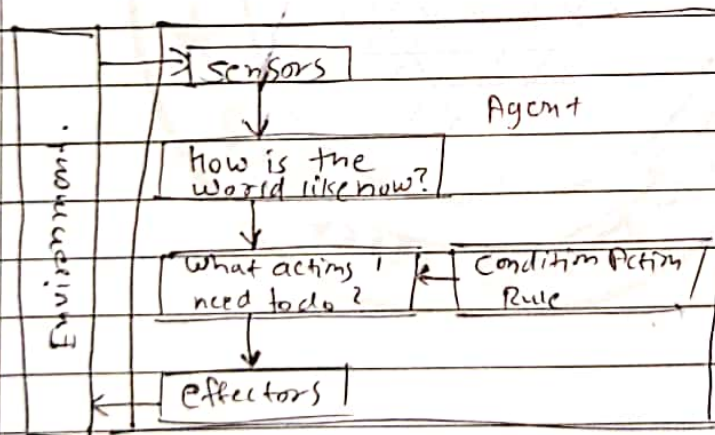 Sensors
Agent
How is the
world like now?
What actions I
need to do?
Condition Action
Rule
effectors
Environment.